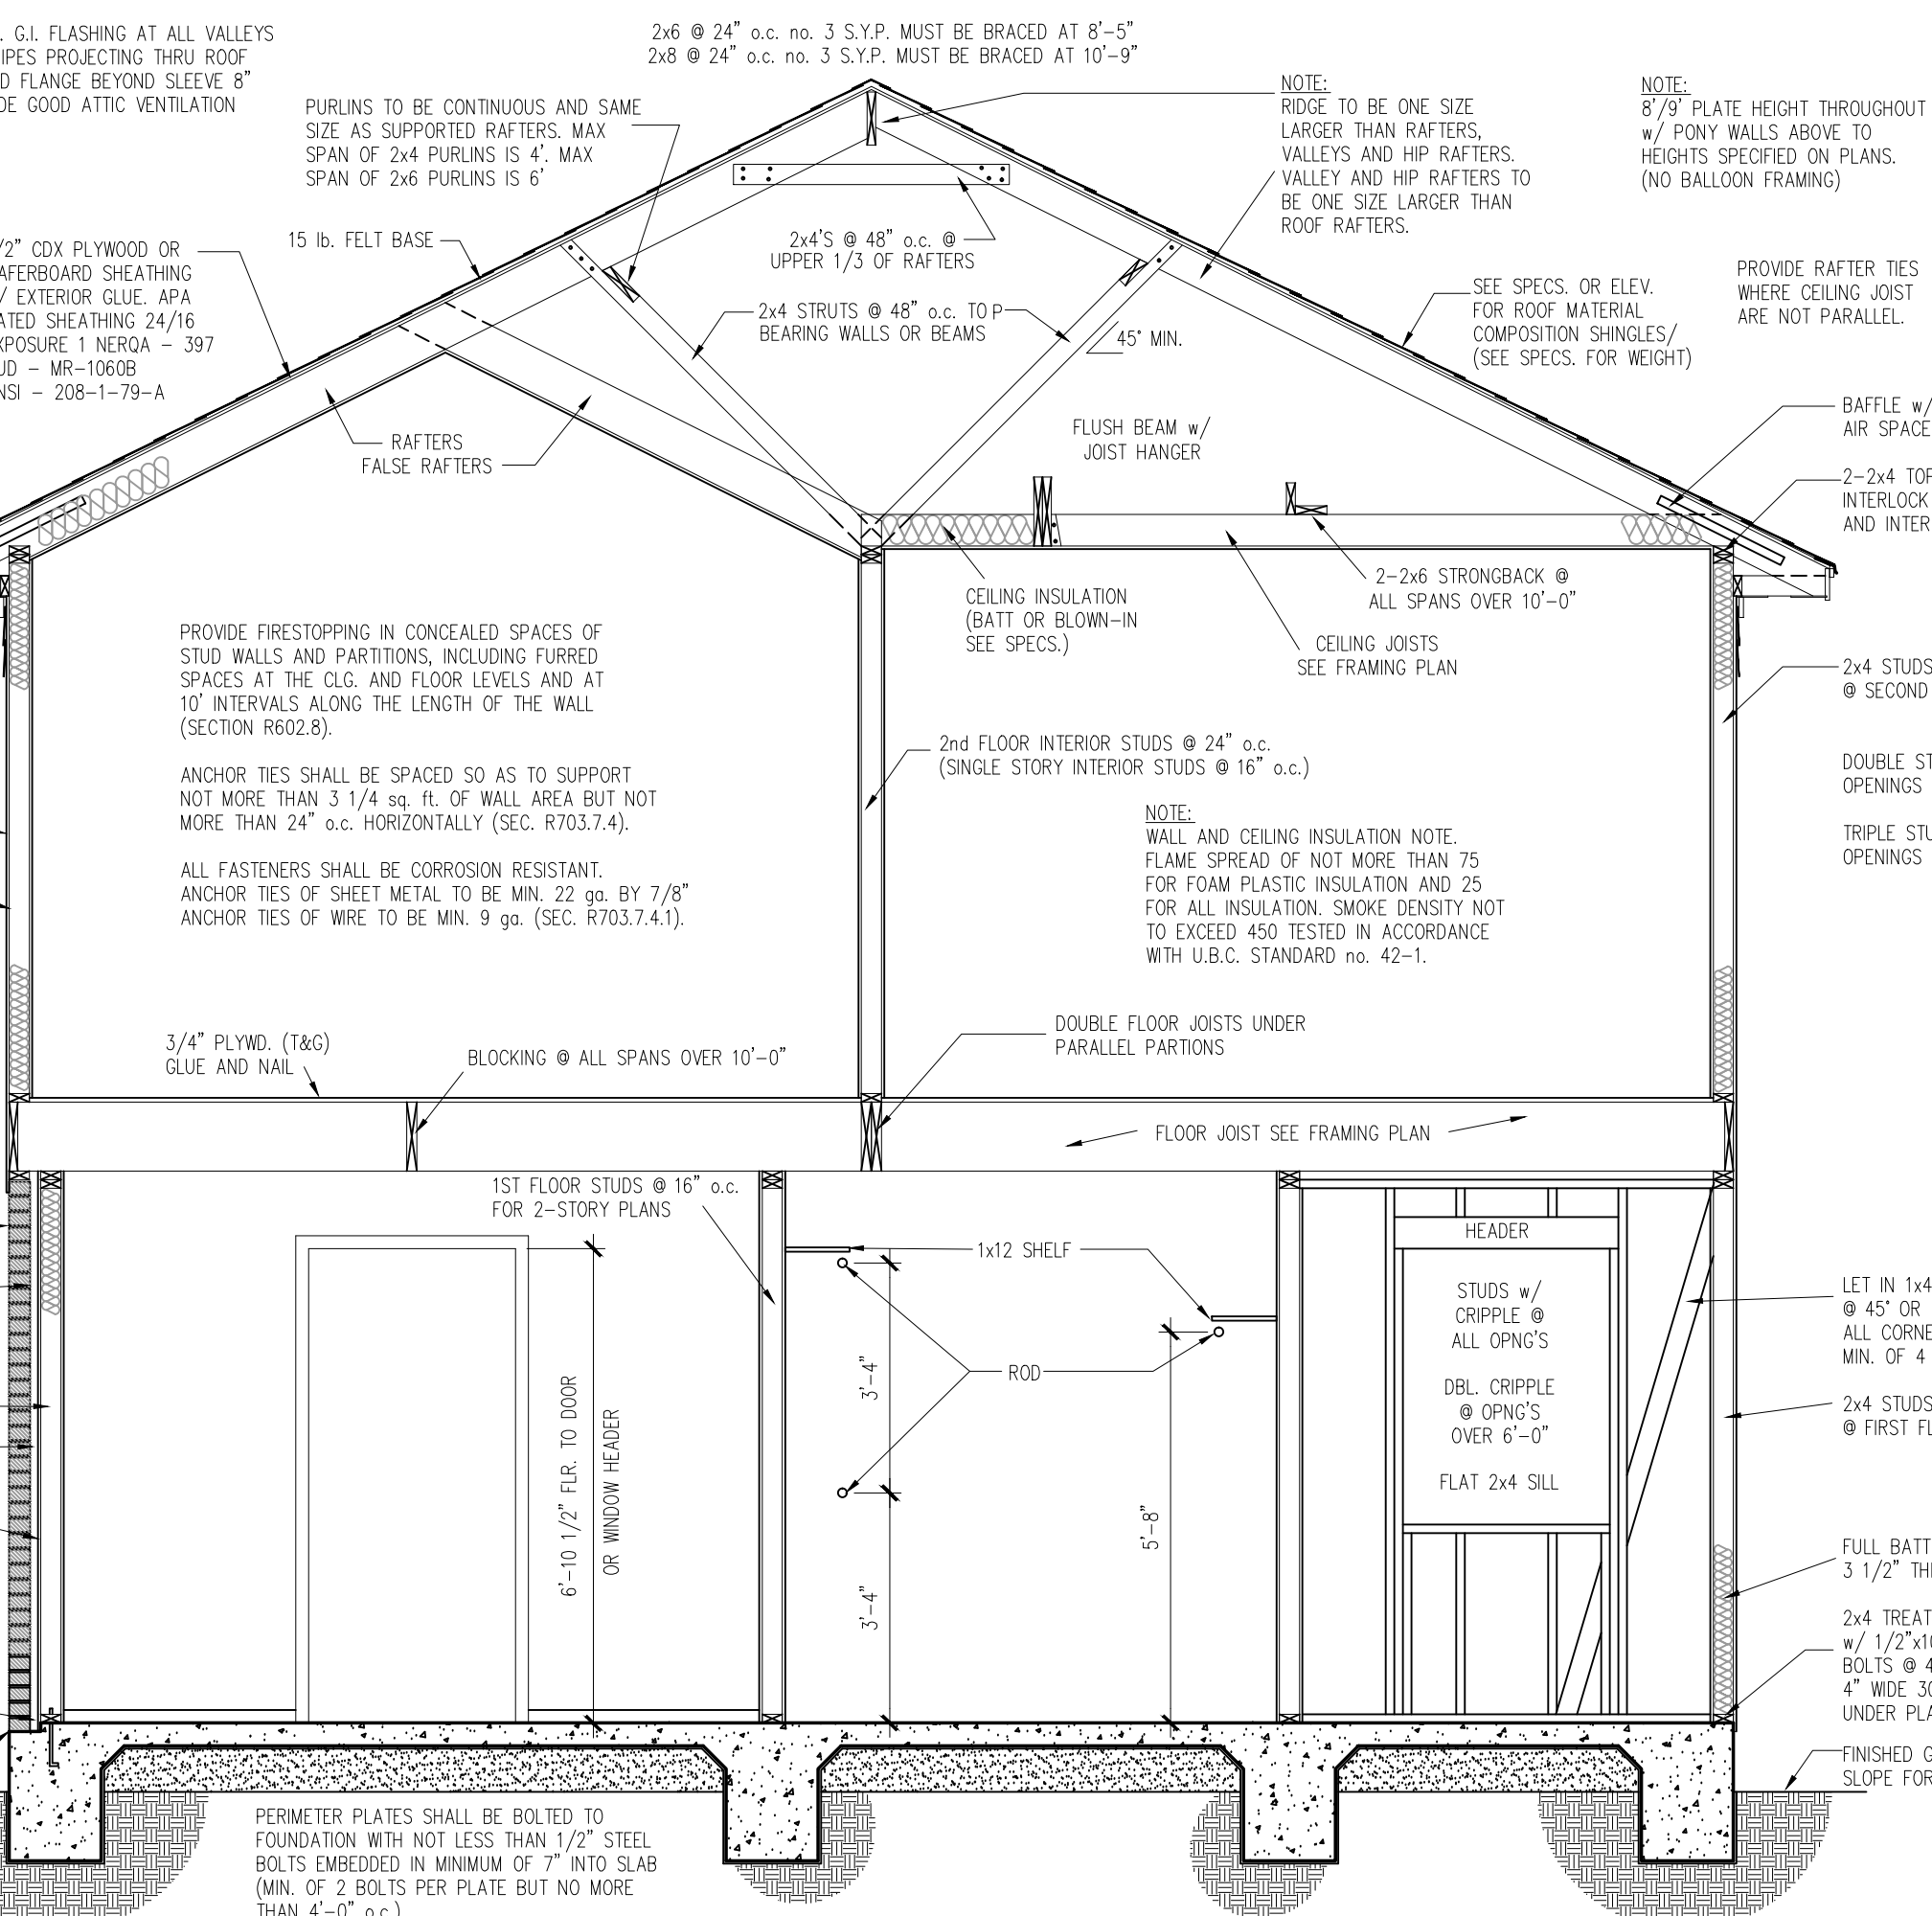 . G.I. FLASHING AT ALL VALLEYS
IPES PROJECTING THRU ROOF
D FLANGE BEYOND SLEEVE 8"
DE GOOD ATTIC VENTILATION
2x6 @ 24" o.c. no. 3 S.Y.P. MUST BE BRACED AT 8'-5"
2x8 @ 24" o.c. no. 3 S.Y.P. MUST BE BRACED AT 10'-9"
PURLINS TO BE CONTINUOUS AND SAME
SIZE AS SUPPORTED RAFTERS. MAX
SPAN OF 2x4 PURLINS IS 4'. MAX
SPAN OF 2x6 PURLINS IS 6'
NOTE:
RIDGE TO BE ONE SIZE
LARGER THAN RAFTERS,
VALLEYS AND HIP RAFTERS.
VALLEY AND HIP RAFTERS TO
BE ONE SIZE LARGER THAN
ROOF RAFTERS.
NOTE:
8'/9' PLATE HEIGHT THROUGHOUT
w/ PONY WALLS ABOVE TO
HEIGHTS SPECIFIED ON PLANS.
(NO BALLOON FRAMING)
/2" CDX PLYWOOD OR
AFERBOARD SHEATHING
/ EXTERIOR GLUE. APA
ATED SHEATHING 24/16
XPOSURE 1 NERQA - 397
UD - MR-1060B
NSI - 208-1-79-A
15 lb. FELT BASE
2x4'S @ 48" o.c. @
UPPER 1/3 OF RAFTERS
2x4 STRUTS @ 48" o.c. TO P
BEARING WALLS OR BEAMS
45° MIN.
SEE SPECS. OR ELEV.
FOR ROOF MATERIAL
COMPOSITION SHINGLES/
(SEE SPECS. FOR WEIGHT)
PROVIDE RAFTER TIES
WHERE CEILING JOIST
ARE NOT PARALLEL.
RAFTERS
FALSE RAFTERS
FLUSH BEAM w/
JOIST HANGER
BAFFLE w/
AIR SPACE
2-2x4 TOP
INTERLOCK
AND INTER
CEILING INSULATION
(BATT OR BLOWN-IN
SEE SPECS.)
2-2x6 STRONGBACK @
ALL SPANS OVER 10'-0"
CEILING JOISTS
SEE FRAMING PLAN
PROVIDE FIRESTOPPING IN CONCEALED SPACES OF
STUD WALLS AND PARTITIONS, INCLUDING FURRED
SPACES AT THE CLG. AND FLOOR LEVELS AND AT
10' INTERVALS ALONG THE LENGTH OF THE WALL
(SECTION R602.8).
ANCHOR TIES SHALL BE SPACED SO AS TO SUPPORT
NOT MORE THAN 3 1/4 sq. ft. OF WALL AREA BUT NOT
MORE THAN 24" o.c. HORIZONTALLY (SEC. R703.7.4).
ALL FASTENERS SHALL BE CORROSION RESISTANT.
ANCHOR TIES OF SHEET METAL TO BE MIN. 22 ga. BY 7/8"
ANCHOR TIES OF WIRE TO BE MIN. 9 ga. (SEC. R703.7.4.1).
2nd FLOOR INTERIOR STUDS @ 24" o.c.
(SINGLE STORY INTERIOR STUDS @ 16" o.c.)
NOTE:
WALL AND CEILING INSULATION NOTE.
FLAME SPREAD OF NOT MORE THAN 75
FOR FOAM PLASTIC INSULATION AND 25
FOR ALL INSULATION. SMOKE DENSITY NOT
TO EXCEED 450 TESTED IN ACCORDANCE
WITH U.B.C. STANDARD no. 42-1.
2x4 STUDS
@ SECOND
DOUBLE ST
OPENINGS
TRIPLE STU
OPENINGS
3/4" PLYWD. (T&G)
GLUE AND NAIL
BLOCKING @ ALL SPANS OVER 10'-0"
DOUBLE FLOOR JOISTS UNDER
PARALLEL PARTIONS
FLOOR JOIST SEE FRAMING PLAN
1ST FLOOR STUDS @ 16" o.c.
FOR 2-STORY PLANS
1x12 SHELF
ROD
6'-10 1/2" FLR. TO DOOR
OR WINDOW HEADER
3'-4"
3'-4"
5'-8"
HEADER
STUDS w/
CRIPPLE @
ALL OPNG'S
DBL. CRIPPLE
@ OPNG'S
OVER 6'-0"
FLAT 2x4 SILL
LET IN 1x4
@ 45° OR
ALL CORNE
MIN. OF 4
2x4 STUDS
@ FIRST FL
FULL BATT
3 1/2" THI
2x4 TREAT
w/ 1/2"x10
BOLTS @ 4
4" WIDE 30
UNDER PLA
FINISHED G
SLOPE FOR
PERIMETER PLATES SHALL BE BOLTED TO
FOUNDATION WITH NOT LESS THAN 1/2" STEEL
BOLTS EMBEDDED IN MINIMUM OF 7" INTO SLAB
(MIN. OF 2 BOLTS PER PLATE BUT NO MORE
THAN 4'-0" o.c.)